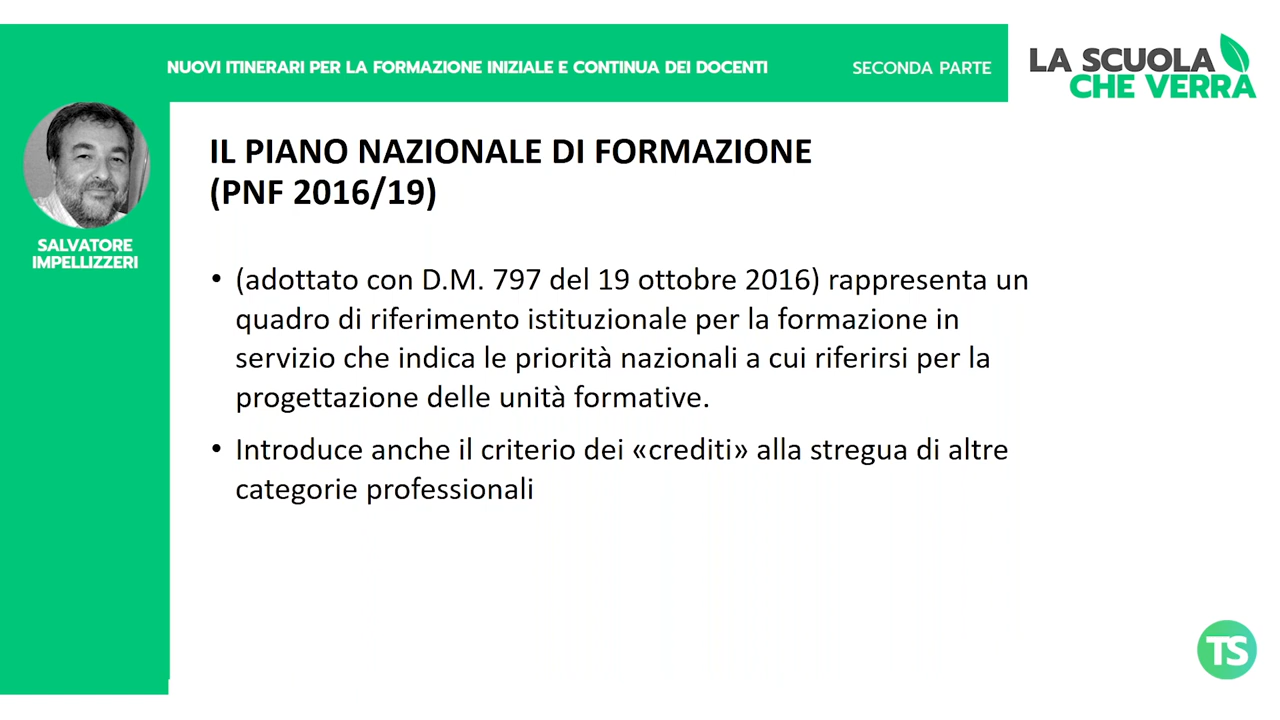 NUOVI ITINERARI PER LA FORMAZIONE INIZIALE E CONTINUA DEI DOCENTI
SECONDA PARTE
LA SCUOLA
CHE VERRÀ
SALVATORE
IMPELLIZZERI
IL PIANO NAZIONALE DI FORMAZIONE
(PNF 2016/19)
• (adottato con D.M. 797 del 19 ottobre 2016) rappresenta un
quadro di riferimento istituzionale per la formazione in
servizio che indica le priorità nazionali a cui riferirsi per la
progettazione delle unità formative.
• Introduce anche il criterio dei «crediti» alla stregua di altre
categorie professionali
TS